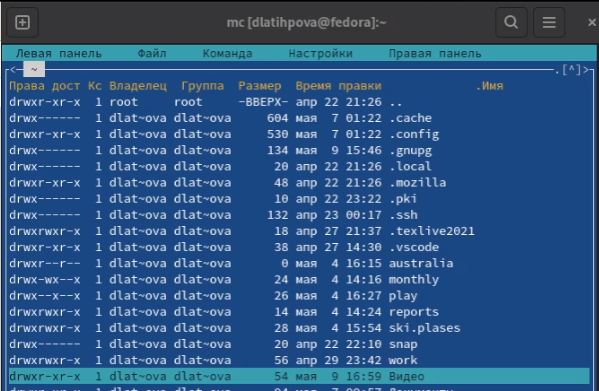 mc [dlatihpova@fedora]:~
Левая панель Файл Команда Настройки Правая панель
<─ ~ .[^]>
Права дост Кс Владелец Группа Размер Время правки .Имя
drwxr-xr-x 1 root root -ВВЕРХ- апр 22 21:26 ..
drwx------ 1 dlat~ova dlat~ova 604 мая 7 01:22 .cache
drwxr-xr-x 1 dlat~ova dlat~ova 530 мая 7 01:22 .config
drwx------ 1 dlat~ova dlat~ova 134 мая 9 15:46 .gnupg
drwx------ 1 dlat~ova dlat~ova 20 апр 22 21:26 .local
drwxr-xr-x 1 dlat~ova dlat~ova 48 апр 22 21:26 .mozilla
drwx------ 1 dlat~ova dlat~ova 10 апр 22 23:22 .pki
drwx------ 1 dlat~ova dlat~ova 132 апр 23 00:17 .ssh
drwxrwxr-x 1 dlat~ova dlat~ova 18 апр 27 21:37 .texlive2021
drwxrwxr-x 1 dlat~ova dlat~ova 38 апр 27 14:30 .vscode
drwxr--r-- 1 dlat~ova dlat~ova 0 мая 4 16:15 australia
drwx-wx--x 1 dlat~ova dlat~ova 24 мая 4 14:16 monthly
drwx--x--x 1 dlat~ova dlat~ova 26 мая 4 16:27 play
drwxrwxr-x 1 dlat~ova dlat~ova 14 мая 4 14:24 reports
drwxrwxr-x 1 dlat~ova dlat~ova 28 мая 4 15:54 ski.plases
drwx------ 1 dlat~ova dlat~ova 20 апр 22 22:10 snap
drwxrwxr-x 1 dlat~ova dlat~ova 56 апр 29 23:42 work
drwxr-xr-x 1 dlat~ova dlat~ova 54 мая 9 16:59 Видео